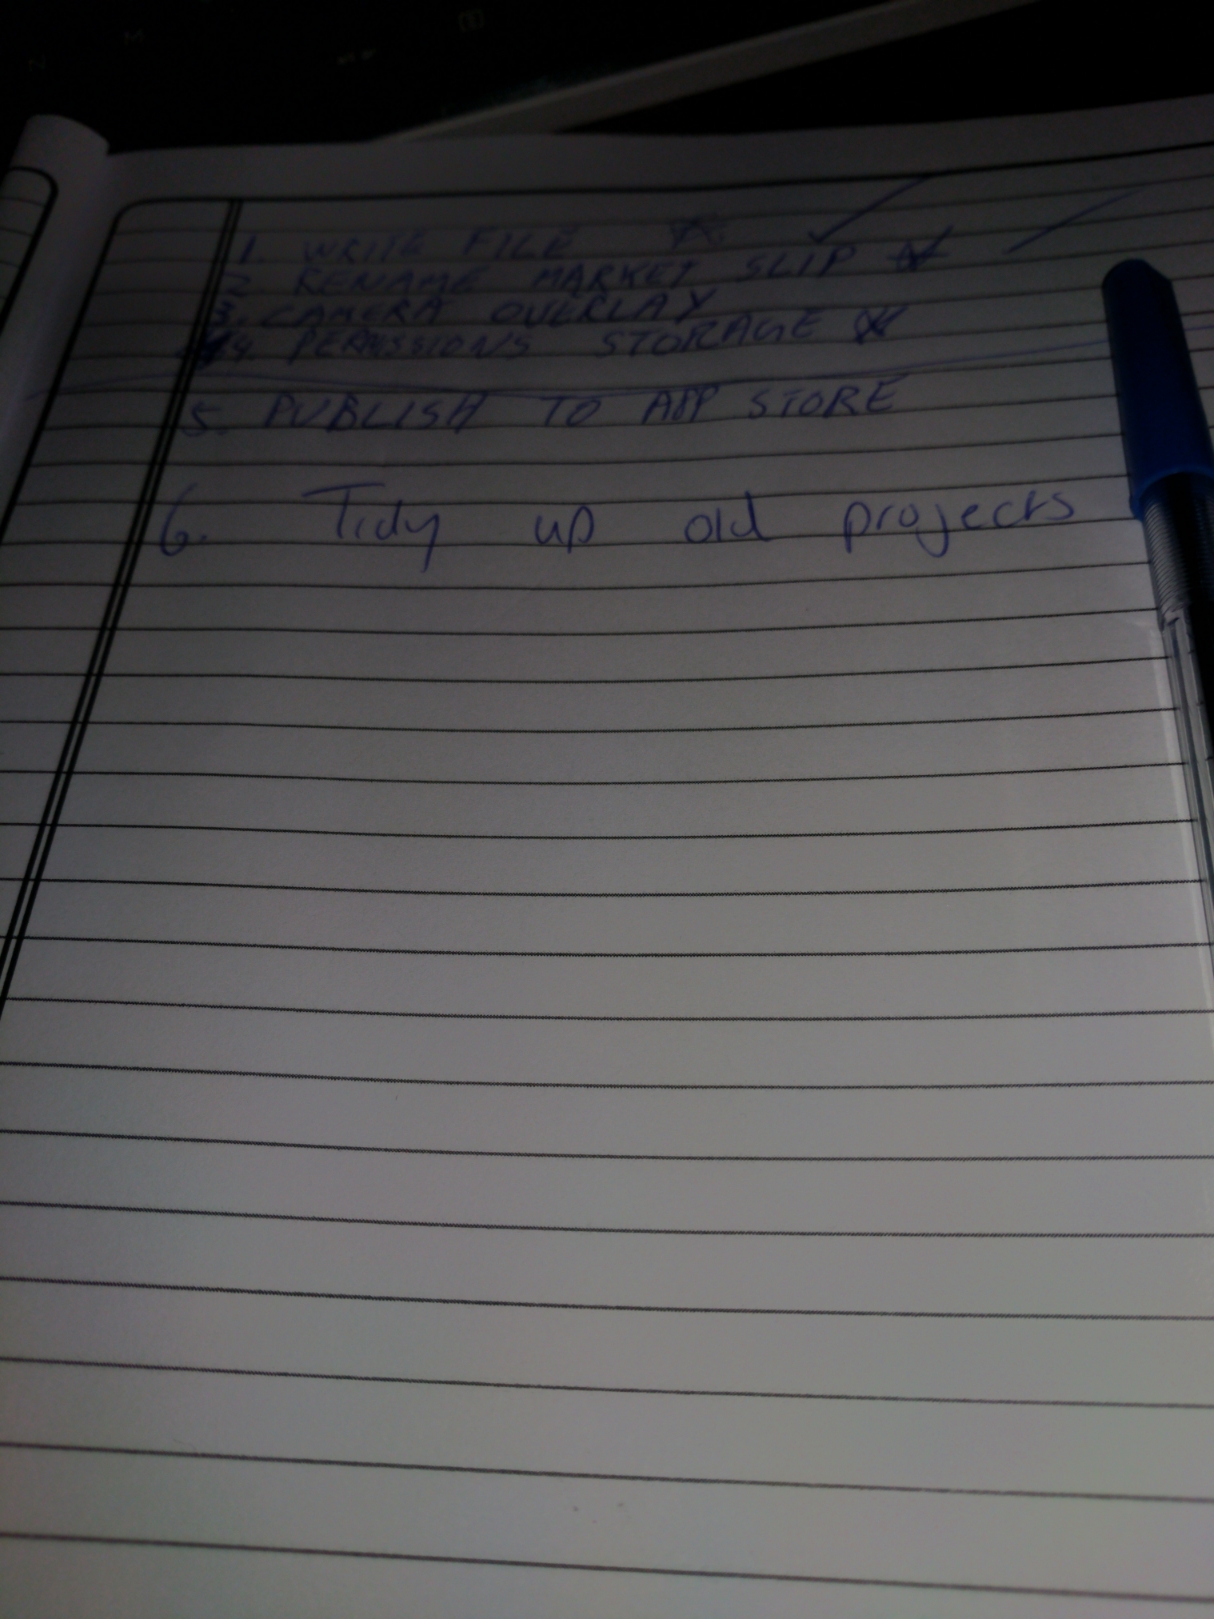 1. WRITE FILE
2. RENAME MARKET SLIP
3. CAMERA OVERLAY
4. PERMISSIONS STORAGE
5. PUBLISH TO APP STORE
6. Tidy up old projects